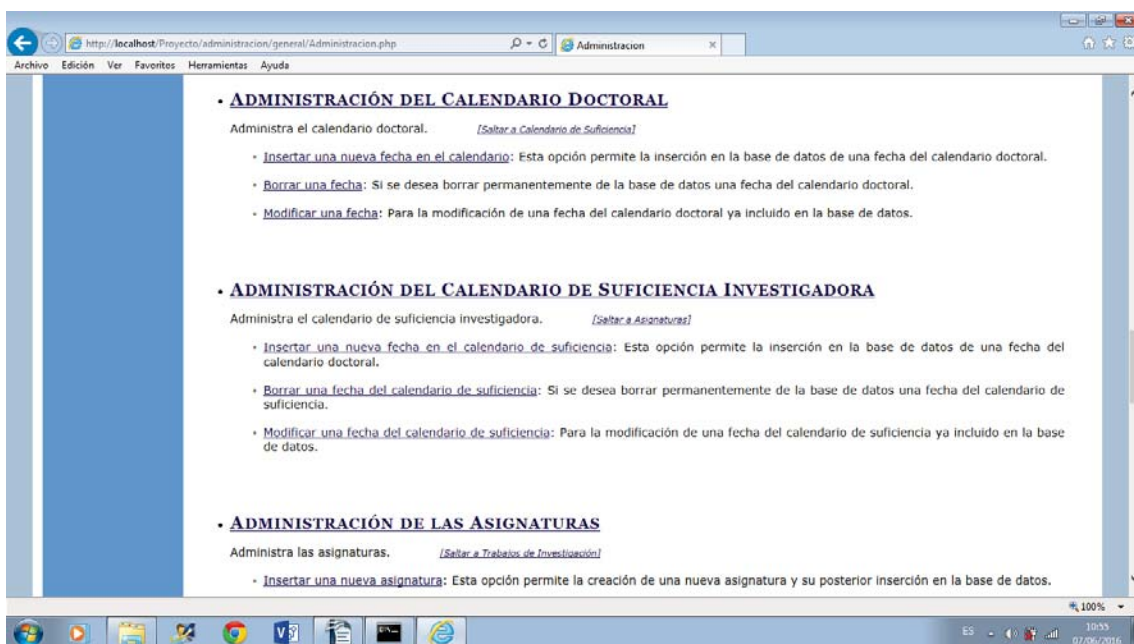 http://localhost/Proyecto/administracion/general/Administracion.php
Administracion
Archivo Edición Ver Favoritos Herramientas Ayuda
• ADMINISTRACIÓN DEL CALENDARIO DOCTORAL
Administra el calendario doctoral. [Saltar a Calendario de Suficiencia]
• Insertar una nueva fecha en el calendario: Esta opción permite la inserción en la base de datos de una fecha del calendario doctoral.
• Borrar una fecha: Si se desea borrar permanentemente de la base de datos una fecha del calendario doctoral.
• Modificar una fecha: Para la modificación de una fecha del calendario doctoral ya incluido en la base de datos.
• ADMINISTRACIÓN DEL CALENDARIO DE SUFICIENCIA INVESTIGADORA
Administra el calendario de suficiencia investigadora. [Saltar a Asignaturas]
• Insertar una nueva fecha en el calendario de suficiencia: Esta opción permite la inserción en la base de datos de una fecha del
calendario doctoral.
• Borrar una fecha del calendario de suficiencia: Si se desea borrar permanentemente de la base de datos una fecha del calendario de
suficiencia.
• Modificar una fecha del calendario de suficiencia: Para la modificación de una fecha del calendario de suficiencia ya incluido en la base
de datos.
• ADMINISTRACIÓN DE LAS ASIGNATURAS
Administra las asignaturas. [Saltar a Trabajos de Investigación]
• Insertar una nueva asignatura: Esta opción permite la creación de una nueva asignatura y su posterior inserción en la base de datos.
100%
ES
10:55
07/06/2016